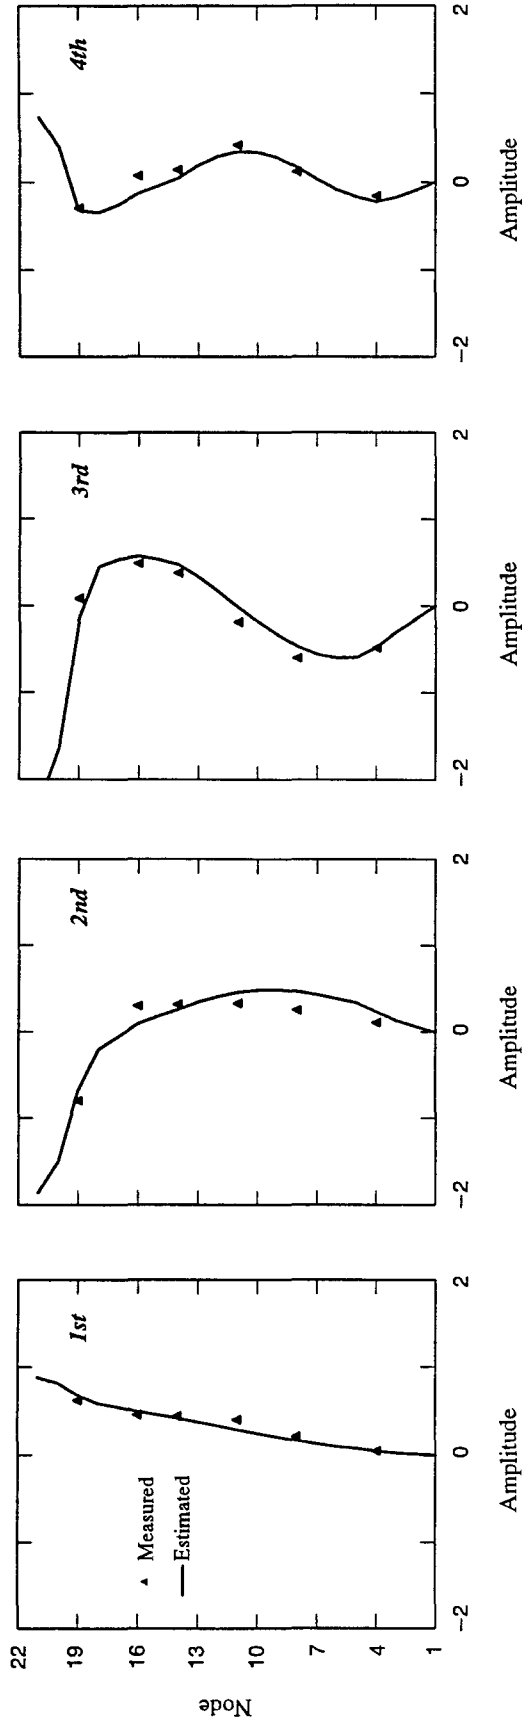 Node
22
19
16
13
10
7
4
1
1st
▲ Measured
— Estimated
−2
0
2
Amplitude
2nd
−2
0
2
Amplitude
3rd
−2
0
2
Amplitude
4th
−2
0
2
Amplitude